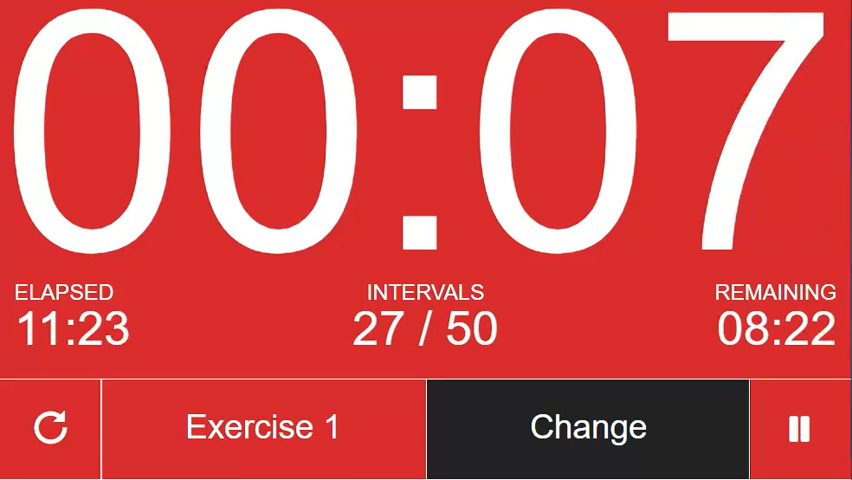 00:07
ELAPSED INTERVALS REMAINING
11:23 27 / 50 08:22
Exercise 1 Change